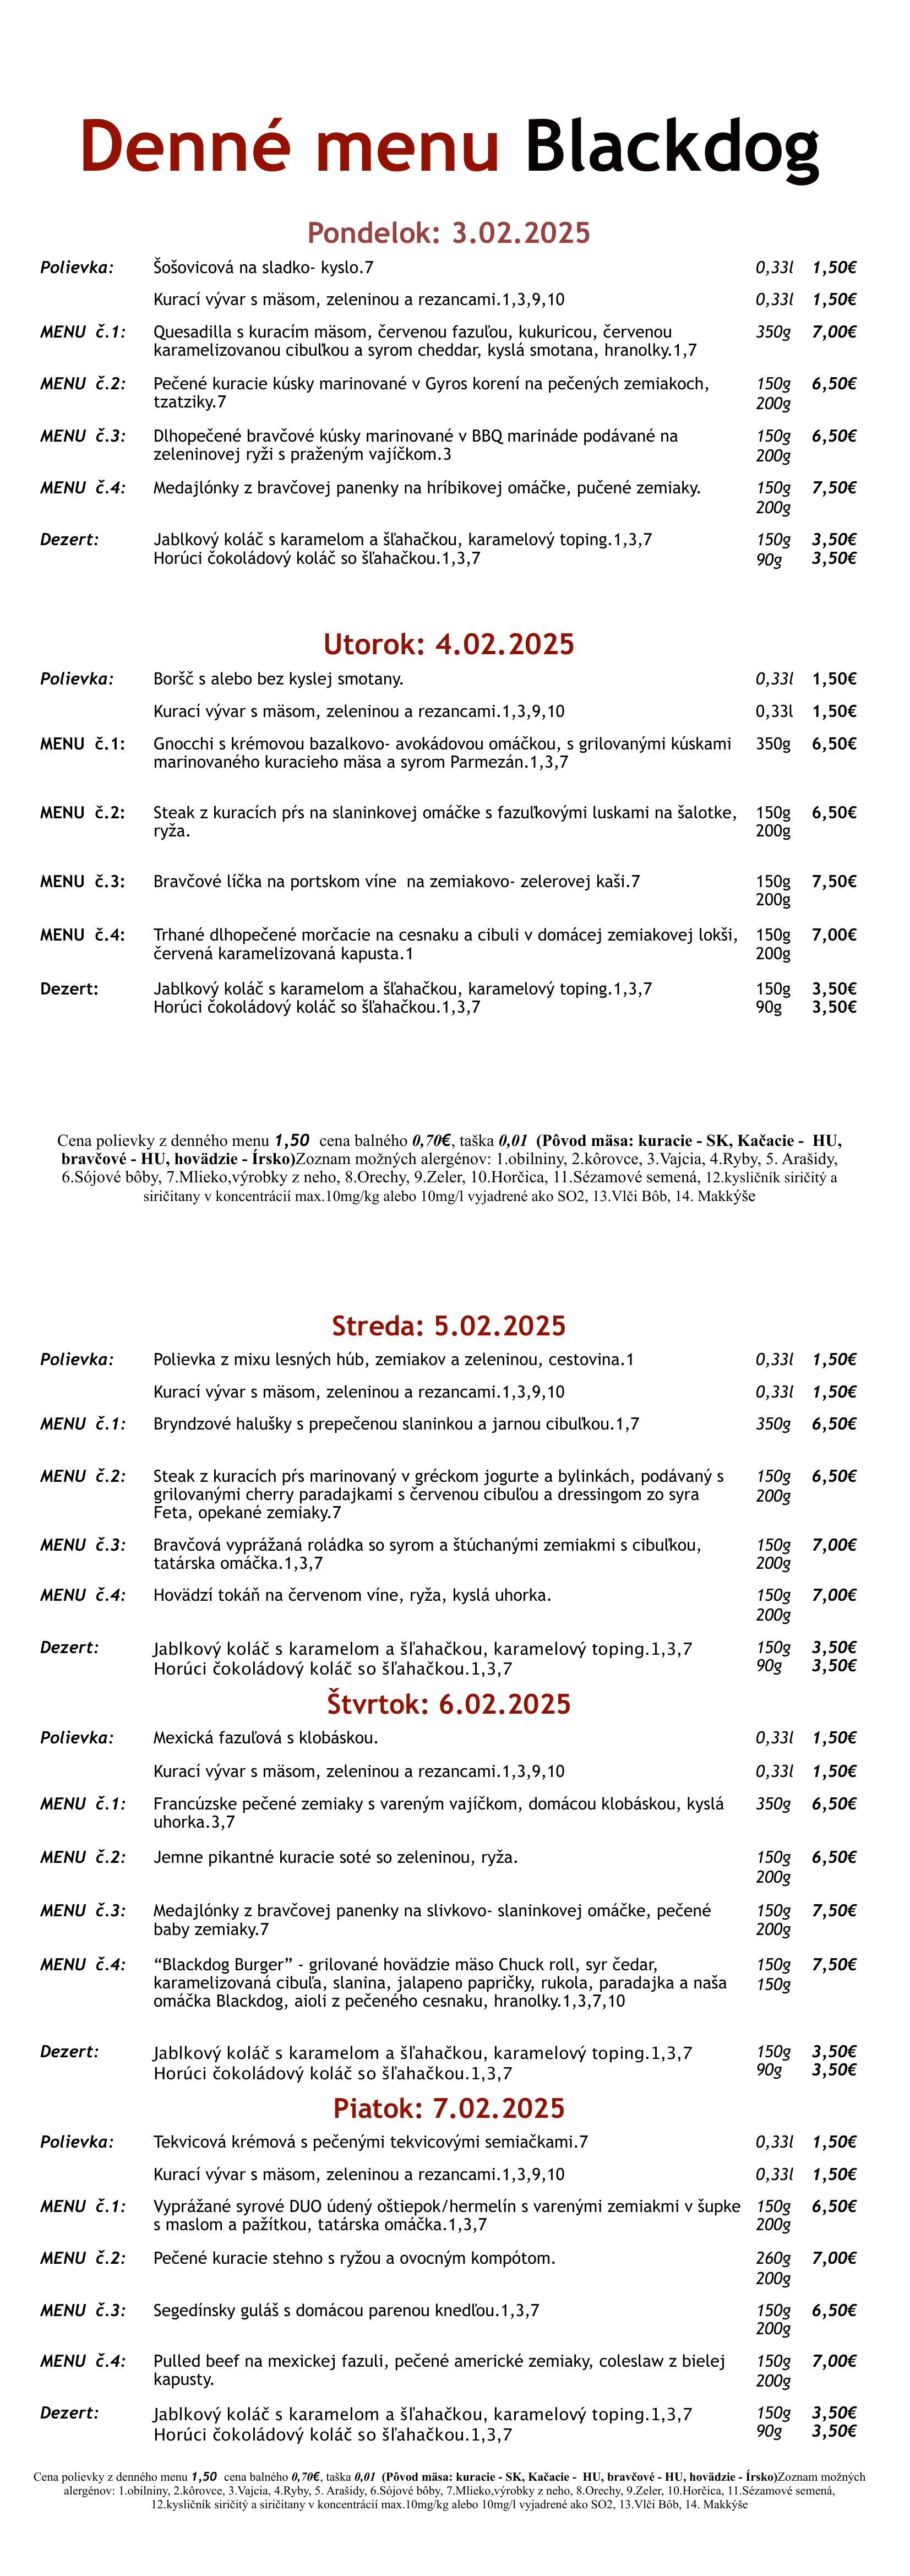 Denné menu Blackdog
Pondelok: 3.02.2025
Polievka: Šošovicová na sladko- kyslo.7 0,33l 1,50€
Kurací vývar s mäsom, zeleninou a rezancami.1,3,9,10 0,33l 1,50€
MENU č.1: Quesadilla s kuracím mäsom, červenou fazuľou, kukuricou, červenou 350g 7,00€
karamelizovanou cibuľkou a syrom cheddar, kyslá smotana, hranolky.1,7
MENU č.2: Pečené kuracie kúsky marinované v Gyros korení na pečených zemiakoch, 150g 6,50€
tzatziky.7 200g
MENU č.3: Dlhopečené bravčové kúsky marinované v BBQ marináde podávané na 150g 6,50€
zeleninovej ryži s praženým vajíčkom.3 200g
MENU č.4: Medajlónky z bravčovej panenky na hríbikovej omáčke, pučené zemiaky. 150g 7,50€
200g
Dezert: Jablkový koláč s karamelom a šľahačkou, karamelový toping.1,3,7 150g 3,50€
Horúci čokoládový koláč so šľahačkou.1,3,7 90g 3,50€
Utorok: 4.02.2025
Polievka: Boršč s alebo bez kyslej smotany. 0,33l 1,50€
Kurací vývar s mäsom, zeleninou a rezancami.1,3,9,10 0,33l 1,50€
MENU č.1: Gnocchi s krémovou bazalkovo- avokádovou omáčkou, s grilovanými kúskami 350g 6,50€
marinovaného kuracieho mäsa a syrom Parmezán.1,3,7
MENU č.2: Steak z kuracích pŕs na slaninkovej omáčke s fazuľkovými luskami na šalotke, 150g 6,50€
ryža. 200g
MENU č.3: Bravčové líčka na portskom víne  na zemiakovo- zelerovej kaši.7 150g 7,50€
200g
MENU č.4: Trhané dlhopečené morčacie na cesnaku a cibuli v domácej zemiakovej lokši, 150g 7,00€
červená karamelizovaná kapusta.1 200g
Dezert: Jablkový koláč s karamelom a šľahačkou, karamelový toping.1,3,7 150g 3,50€
Horúci čokoládový koláč so šľahačkou.1,3,7 90g 3,50€
Cena polievky z denného menu 1,50  cena balného 0,70€, taška 0,01  (Pôvod mäsa: kuracie - SK, Kačacie -  HU,
bravčové - HU, hovädzie - Írsko)Zoznam možných alergénov: 1.obilniny, 2.kôrovce, 3.Vajcia, 4.Ryby, 5. Arašidy,
6.Sójové bôby, 7.Mlieko,výrobky z neho, 8.Orechy, 9.Zeler, 10.Horčica, 11.Sézamové semená, 12.kysličník siričitý a
siričitany v koncentrácií max.10mg/kg alebo 10mg/l vyjadrené ako SO2, 13.Vlči Bôb, 14. Makkýše
Streda: 5.02.2025
Polievka: Polievka z mixu lesných húb, zemiakov a zeleninou, cestovina.1 0,33l 1,50€
Kurací vývar s mäsom, zeleninou a rezancami.1,3,9,10 0,33l 1,50€
MENU č.1: Bryndzové halušky s prepečenou slaninkou a jarnou cibuľkou.1,7 350g 6,50€
MENU č.2: Steak z kuracích pŕs marinovaný v gréckom jogurte a bylinkách, podávaný s 150g 6,50€
grilovanými cherry paradajkami s červenou cibuľou a dressingom zo syra 200g
Feta, opekané zemiaky.7
MENU č.3: Bravčová vyprážaná roládka so syrom a štúchanými zemiakmi s cibuľkou, 150g 7,00€
tatárska omáčka.1,3,7 200g
MENU č.4: Hovädzí tokáň na červenom víne, ryža, kyslá uhorka. 150g 7,00€
200g
Dezert: Jablkový koláč s karamelom a šľahačkou, karamelový toping.1,3,7 150g 3,50€
Horúci čokoládový koláč so šľahačkou.1,3,7 90g 3,50€
Štvrtok: 6.02.2025
Polievka: Mexická fazuľová s klobáskou. 0,33l 1,50€
Kurací vývar s mäsom, zeleninou a rezancami.1,3,9,10 0,33l 1,50€
MENU č.1: Francúzske pečené zemiaky s vareným vajíčkom, domácou klobáskou, kyslá 350g 6,50€
uhorka.3,7
MENU č.2: Jemne pikantné kuracie soté so zeleninou, ryža. 150g 6,50€
200g
MENU č.3: Medajlónky z bravčovej panenky na slivkovo- slaninkovej omáčke, pečené 150g 7,50€
baby zemiaky.7 200g
MENU č.4: “Blackdog Burger” - grilované hovädzie mäso Chuck roll, syr čedar, 150g 7,50€
karamelizovaná cibuľa, slanina, jalapeno papričky, rukola, paradajka a naša 150g
omáčka Blackdog, aioli z pečeného cesnaku, hranolky.1,3,7,10
Dezert: Jablkový koláč s karamelom a šľahačkou, karamelový toping.1,3,7 150g 3,50€
Horúci čokoládový koláč so šľahačkou.1,3,7 90g 3,50€
Piatok: 7.02.2025
Polievka: Tekvicová krémová s pečenými tekvicovými semiačkami.7 0,33l 1,50€
Kurací vývar s mäsom, zeleninou a rezancami.1,3,9,10 0,33l 1,50€
MENU č.1: Vyprážané syrové DUO údený oštiepok/hermelín s varenými zemiakmi v šupke 150g 6,50€
s maslom a pažítkou, tatárska omáčka.1,3,7 200g
MENU č.2: Pečené kuracie stehno s ryžou a ovocným kompótom. 260g 7,00€
200g
MENU č.3: Segedínsky guláš s domácou parenou knedľou.1,3,7 150g 6,50€
200g
MENU č.4: Pulled beef na mexickej fazuli, pečené americké zemiaky, coleslaw z bielej 150g 7,00€
kapusty. 200g
Dezert: Jablkový koláč s karamelom a šľahačkou, karamelový toping.1,3,7 150g 3,50€
Horúci čokoládový koláč so šľahačkou.1,3,7 90g 3,50€
Cena polievky z denného menu 1,50  cena balného 0,70€, taška 0,01  (Pôvod mäsa: kuracie - SK, Kačacie -  HU, bravčové - HU, hovädzie - Írsko)Zoznam možných
alergénov: 1.obilniny, 2.kôrovce, 3.Vajcia, 4.Ryby, 5. Arašidy, 6.Sójové bôby, 7.Mlieko,výrobky z neho, 8.Orechy, 9.Zeler, 10.Horčica, 11.Sézamové semená,
12.kysličník siričitý a siričitany v koncentrácií max.10mg/kg alebo 10mg/l vyjadrené ako SO2, 13.Vlči Bôb, 14. Makkýše